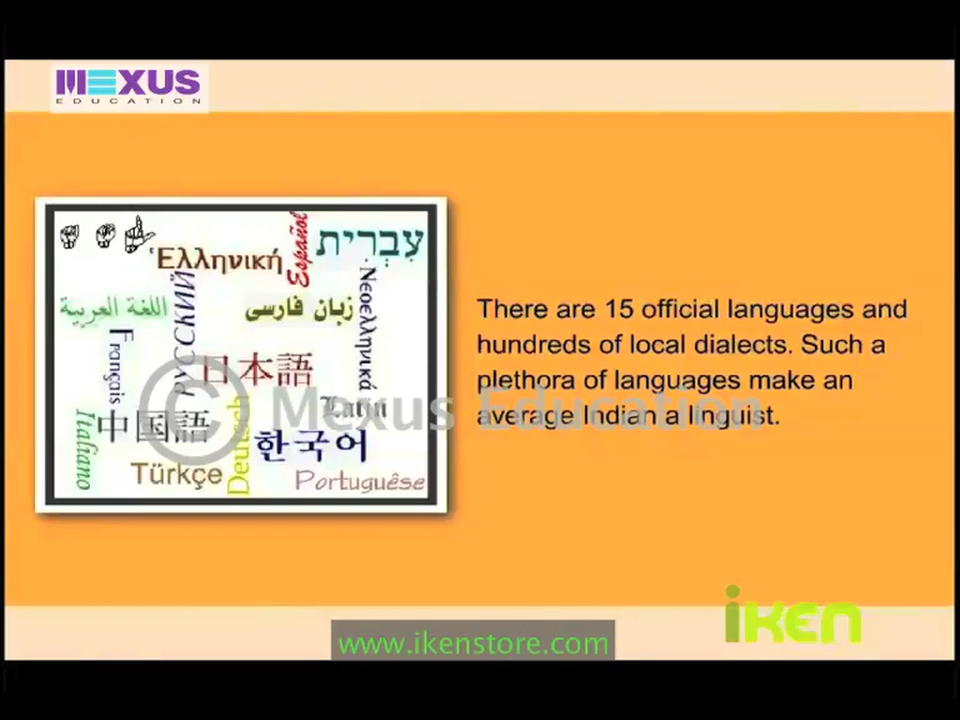 MEXUS
EDUCATION
Ἑλληνική
Español
עִבְרִית
اللغة العربية
РУССКИЙ
زبان فارسی
Νεοελληνικά
Français
日本語
Latin
Italiano
中国語
Deutsch
한국어
Türkçe
Português
There are 15 official languages and
hundreds of local dialects. Such a
plethora of languages make an
average Indian a linguist.
© Mexus Education
iKEN
www.ikenstore.com